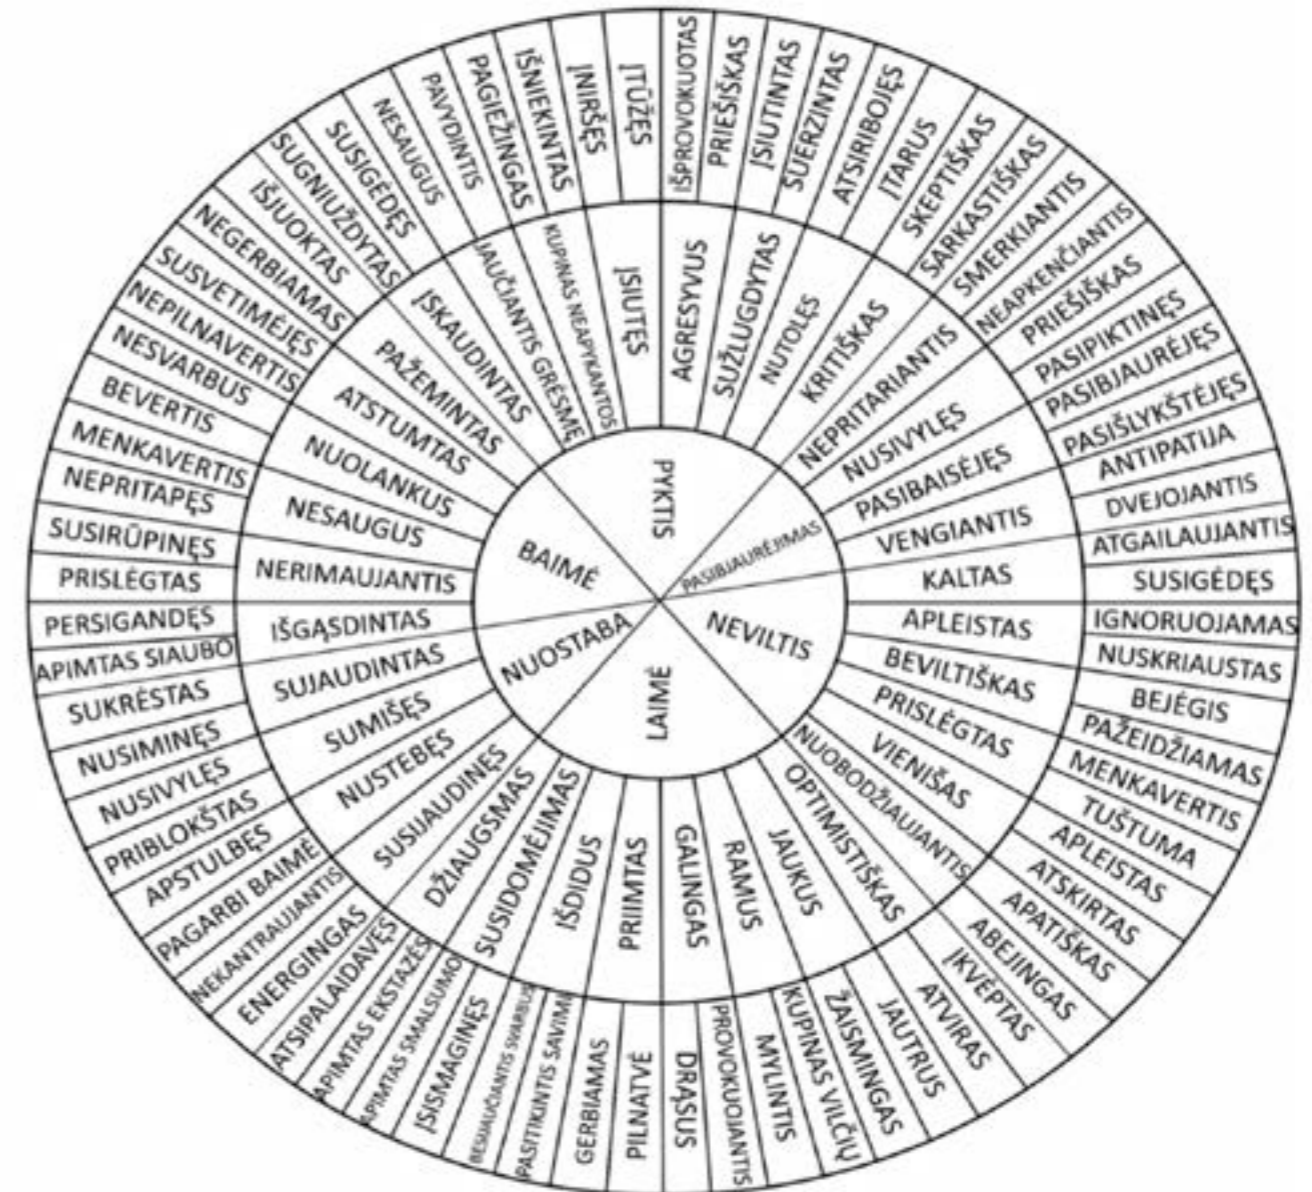 PYKTIS
PASIBJAURĖJIMAS
NEVILTIS
LAIMĖ
NUOSTABA
BAIMĖ
AGRESYVUS
SUŽLUGDYTAS
NUTOLĘS
KRITIŠKAS
NEPRITARIANTIS
NUSIVYLĘS
PASIBAISĖJĘS
VENGIANTIS
KALTAS
APLEISTAS
BEVILTIŠKAS
PRISLĖGTAS
VIENIŠAS
NUOBODŽIAUJANTIS
OPTIMISTIŠKAS
JAUKUS
RAMUS
GALINGAS
PRIIMTAS
IŠDIDUS
SUSIDOMĖJIMAS
DŽIAUGSMAS
SUSIJAUDINĘS
NUSTEBĘS
SUMIŠĘS
SUJAUDINTAS
IŠGĄSDINTAS
NERIMAUJANTIS
NESAUGUS
NUOLANKUS
ATSTUMTAS
PAŽEMINTAS
ĮSKAUDINTAS
JAUČIANTIS GRĖSMĘ
KUPINAS NEAPYKANTOS
ĮSIUTĘS
IŠPROVOKUOTAS
PRIEŠIŠKAS
ĮSIUTINTAS
SUERZINTAS
ATSIRIBOJĘS
ĮTARUS
SKEPTIŠKAS
SARKASTIŠKAS
SMERKIANTIS
NEAPKENČIANTIS
PRIEŠIŠKAS
PASIPIKTINĘS
PASIBJAURĖJĘS
PASIŠLYKŠTĖJĘS
ANTIPATIJA
DVEJOJANTIS
ATGAILAUJANTIS
SUSIGĖDĘS
IGNORUOJAMAS
NUSKRIAUSTAS
BEJĖGIS
PAŽEIDŽIAMAS
MENKAVERTIS
TUŠTUMA
APLEISTAS
ATSKIRTAS
APATIŠKAS
ABEJINGAS
ĮKVĖPTAS
ATVIRAS
JAUTRUS
ŽAISMINGAS
KUPINAS VILČIŲ
MYLINTIS
PROVOKUOJANTIS
DRĄSUS
PILNATVĖ
GERBIAMAS
PASITIKINTIS SAVIMI
BESIJAUČIANTIS SVARBUS
ĮSISMAGINĘS
APIMTAS SMALSUMO
APIMTAS EKSTAZĖS
ATSIPALAIDAVĘS
ENERGINGAS
NEKANTRAUJANTIS
PAGARBI BAIMĖ
APSTULBĘS
PRIBLOKŠTAS
NUSIVYLĘS
NUSIMINĘS
SUKRĖSTAS
APIMTAS SIAUBO
PERSIGANDĘS
PRISLĖGTAS
SUSIRŪPINĘS
NEPRITAPĘS
MENKAVERTIS
BEVERTIS
NESVARBUS
NEPILNAVERTIS
SUSVETIMĖJĘS
NEGERBIAMAS
IŠJUOKTAS
SUGNIUŽDYTAS
SUSIGĖDĘS
NESAUGUS
PAVYDINTIS
PAGIEŽINGAS
IŠNIEKINTAS
ĮNIRŠĘS
ĮTŪŽĘS